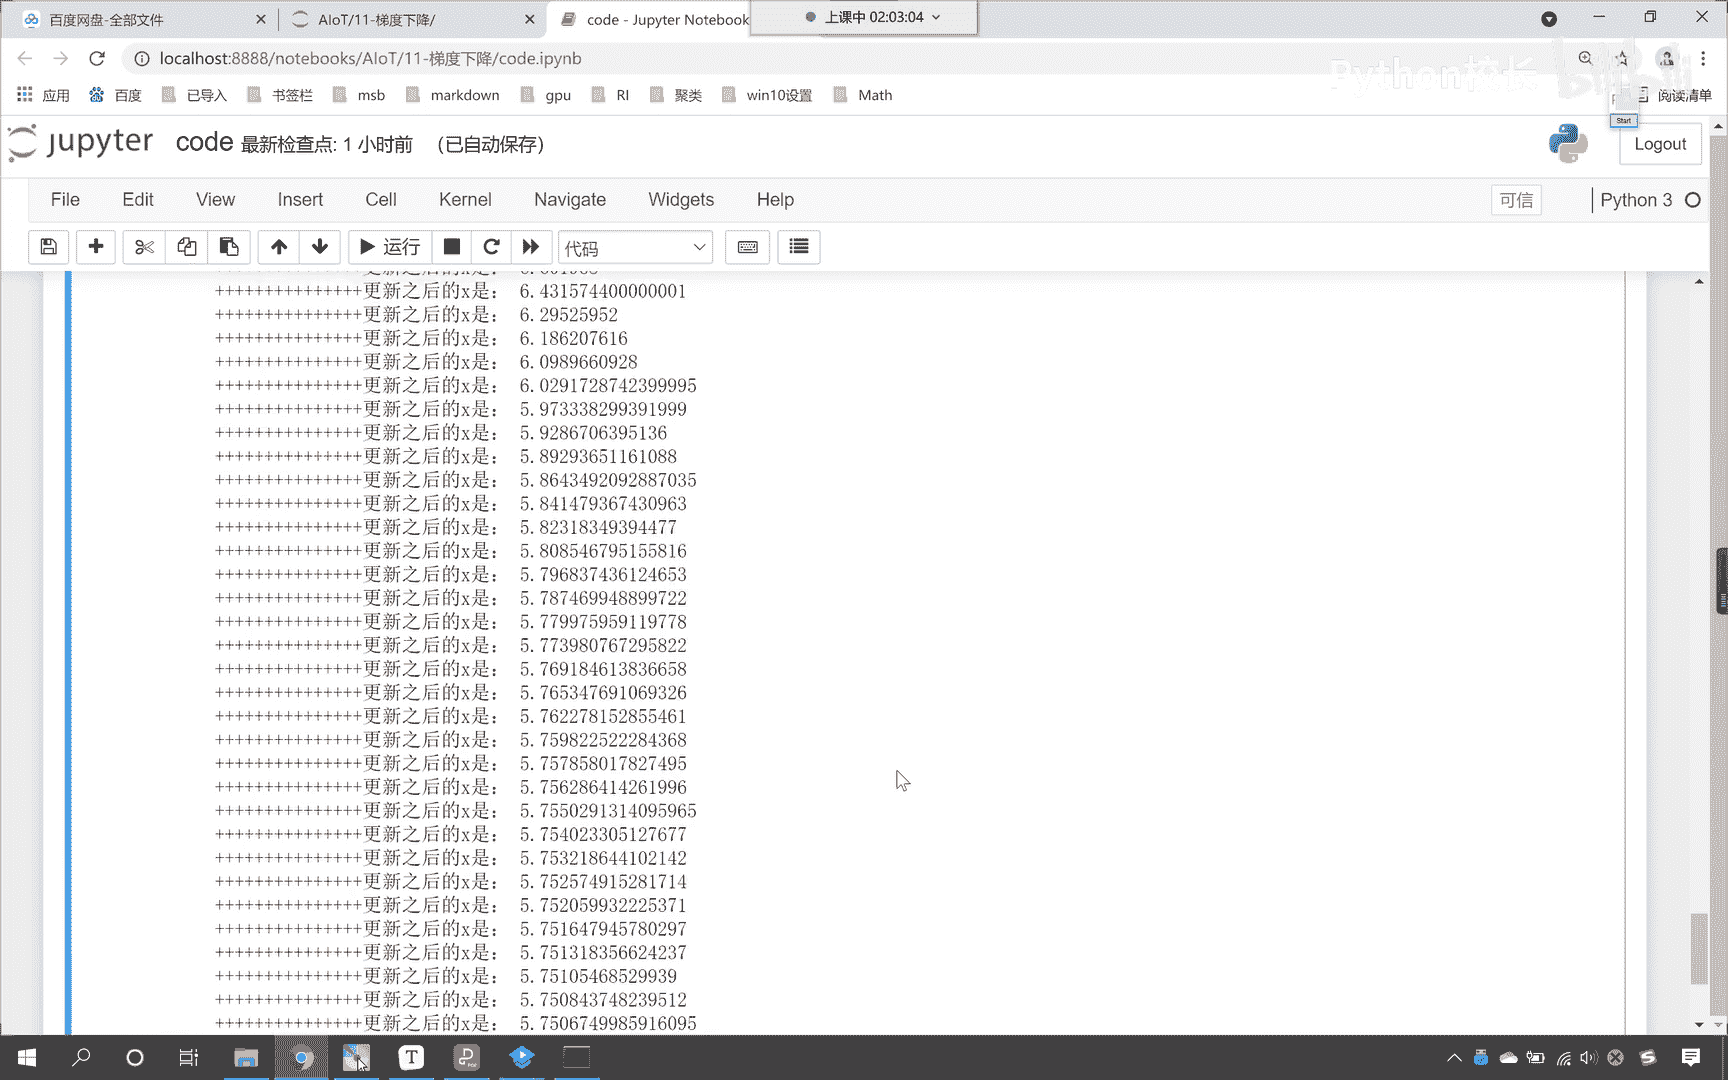 百度网盘-全部文件
AIoT/11-梯度下降/
code - Jupyter Notebook
上课中 02:03:04
localhost:8888/notebooks/AIoT/11-梯度下降/code.ipynb
应用 百度 已导入 书签栏 msb markdown gpu RI 聚类 win10设置 Math 阅读清单
Start
jupyter code 最新检查点: 1 小时前 (已自动保存)
Logout
File Edit View Insert Cell Kernel Navigate Widgets Help 可信 Python 3
运行 代码
+++++++++++++++更新之后的x是: 6.431574400000001
+++++++++++++++更新之后的x是: 6.29525952
+++++++++++++++更新之后的x是: 6.186207616
+++++++++++++++更新之后的x是: 6.0989660928
+++++++++++++++更新之后的x是: 6.0291728742399995
+++++++++++++++更新之后的x是: 5.973338299391999
+++++++++++++++更新之后的x是: 5.9286706395136
+++++++++++++++更新之后的x是: 5.89293651161088
+++++++++++++++更新之后的x是: 5.8643492092887035
+++++++++++++++更新之后的x是: 5.841479367430963
+++++++++++++++更新之后的x是: 5.82318349394477
+++++++++++++++更新之后的x是: 5.808546795155816
+++++++++++++++更新之后的x是: 5.796837436124653
+++++++++++++++更新之后的x是: 5.787469948899722
+++++++++++++++更新之后的x是: 5.779975959119778
+++++++++++++++更新之后的x是: 5.773980767295822
+++++++++++++++更新之后的x是: 5.769184613836658
+++++++++++++++更新之后的x是: 5.765347691069326
+++++++++++++++更新之后的x是: 5.762278152855461
+++++++++++++++更新之后的x是: 5.759822522284368
+++++++++++++++更新之后的x是: 5.757858017827495
+++++++++++++++更新之后的x是: 5.756286414261996
+++++++++++++++更新之后的x是: 5.7550291314095965
+++++++++++++++更新之后的x是: 5.754023305127677
+++++++++++++++更新之后的x是: 5.753218644102142
+++++++++++++++更新之后的x是: 5.752574915281714
+++++++++++++++更新之后的x是: 5.752059932225371
+++++++++++++++更新之后的x是: 5.751647945780297
+++++++++++++++更新之后的x是: 5.751318356624237
+++++++++++++++更新之后的x是: 5.75105468529939
+++++++++++++++更新之后的x是: 5.750843748239512
+++++++++++++++更新之后的x是: 5.7506749985916095